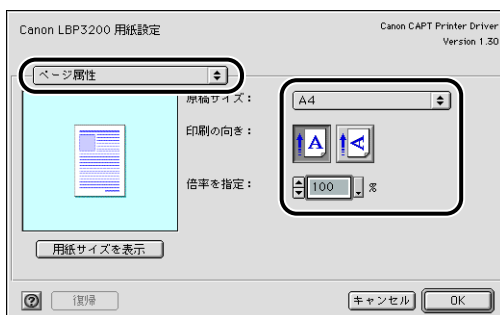 Canon LBP3200 用紙設定
Canon CAPT Printer Driver
Version 1.30
ページ属性
原稿サイズ：
A4
印刷の向き：
A
A
倍率を指定：
100
%
用紙サイズを表示
?
復帰
キャンセル
OK